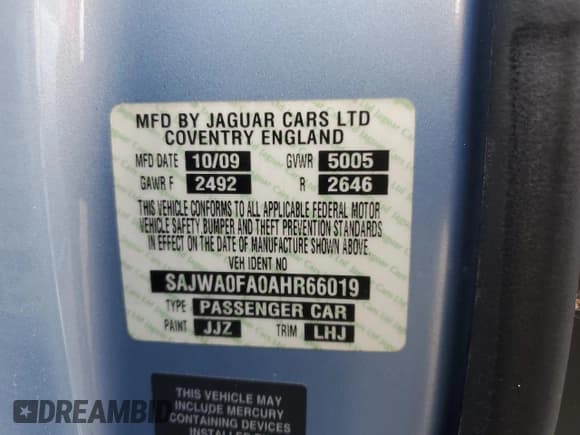 MFD BY JAGUAR CARS LTD
COVENTRY ENGLAND
MFD DATE 10/09 GVWR 5005
GAWR F 2492 R 2646
THIS VEHICLE CONFORMS TO ALL APPLICABLE FEDERAL MOTOR
VEHICLE SAFETY,BUMPER AND THEFT PREVENTION STANDARDS
IN EFFECT ON THE DATE OF MANUFACTURE SHOWN ABOVE.
VEH IDENT NO
SAJWA0FA0AHR66019
TYPE PASSENGER CAR
PAINT JJZ TRIM LHJ
THIS VEHICLE MAY
INCLUDE MERCURY
CONTAINING DEVICES
DREAMBID